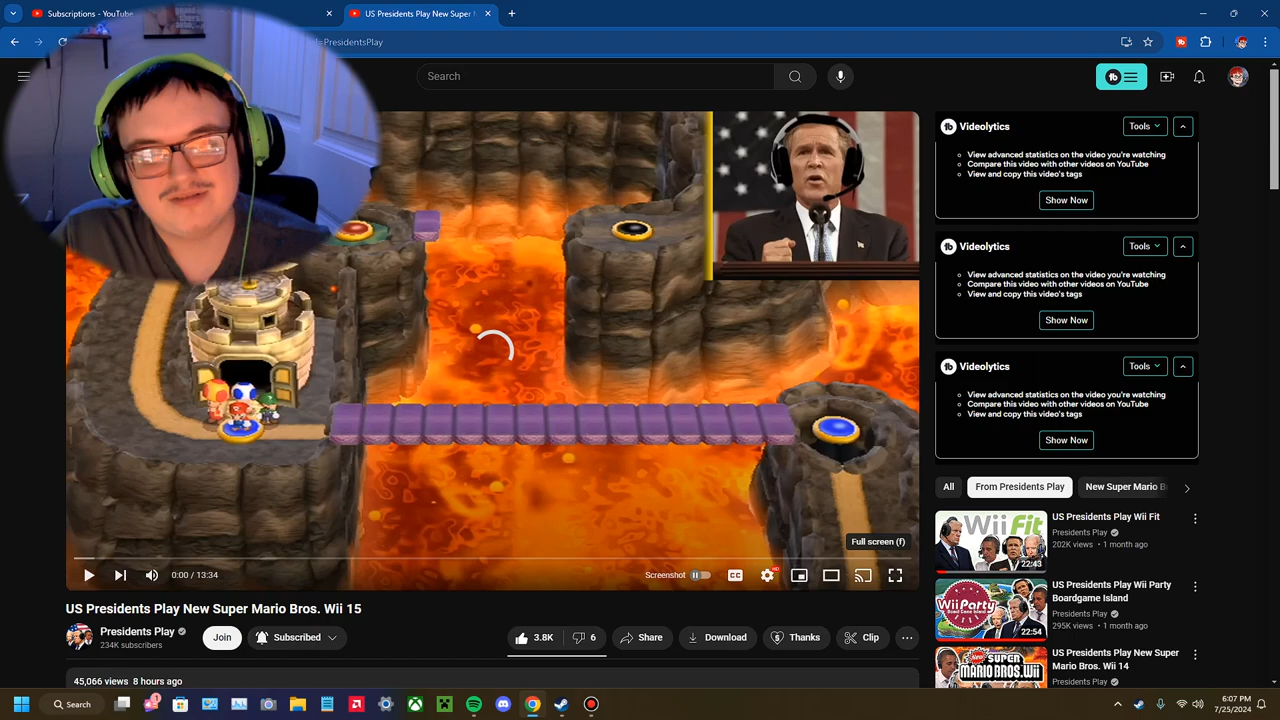 Subscriptions - YouTube
US Presidents Play New Super
=PresidentsPlay
Search
Videolytics
Tools
View advanced statistics on the video you're watching
Compare this video with other videos on YouTube
View and copy this video's tags
Show Now
Videolytics
Tools
View advanced statistics on the video you're watching
Compare this video with other videos on YouTube
View and copy this video's tags
Show Now
Videolytics
Tools
View advanced statistics on the video you're watching
Compare this video with other videos on YouTube
View and copy this video's tags
Show Now
All
From Presidents Play
New Super Mario B
Full screen (f)
0:00 / 13:34
Screenshot
CC
HD
US Presidents Play New Super Mario Bros. Wii 15
Presidents Play
234K subscribers
Join
Subscribed
3.8K
6
Share
Download
Thanks
Clip
45,066 views 8 hours ago
WiiFit
22:43
US Presidents Play Wii Fit
Presidents Play
202K views • 1 month ago
Wii Party
22:54
US Presidents Play Wii Party
Boardgame Island
Presidents Play
295K views • 1 month ago
New
SUPER
MARIO BROS.Wii
US Presidents Play New Super
Mario Bros. Wii 14
Presidents Play
Search
6:07 PM
7/25/2024